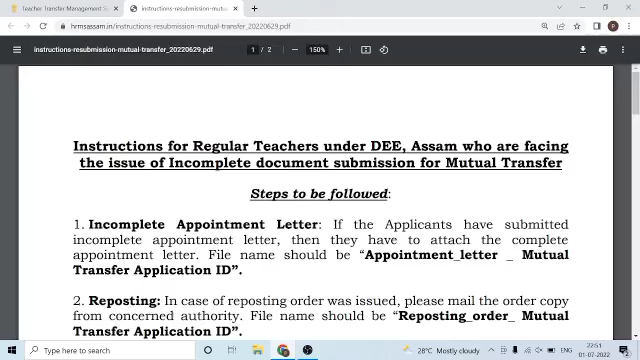 Teacher Transfer Management S
instructions-resubmission-mutual-
hrmsassam.in/instructions-resubmission-mutual-transfer_20220629.pdf
P
instructions-resubmission-mutual-transfer_20220629.pdf
1 / 2
150%
Instructions for Regular Teachers under DEE, Assam who are facing
the issue of Incomplete document submission for Mutual Transfer
Steps to be followed:
1. Incomplete Appointment Letter: If the Applicants have submitted
incomplete appointment letter, then they have to attach the complete
appointment letter. File name should be “Appointment_letter _ Mutual
Transfer Application ID”.
2. Reposting: In case of reposting order was issued, please mail the order copy
from concerned authority. File name should be “Reposting_order_ Mutual
Transfer Application ID”.
Type here to search
28°C Mostly cloudy
ENG
22:51
01-07-2022